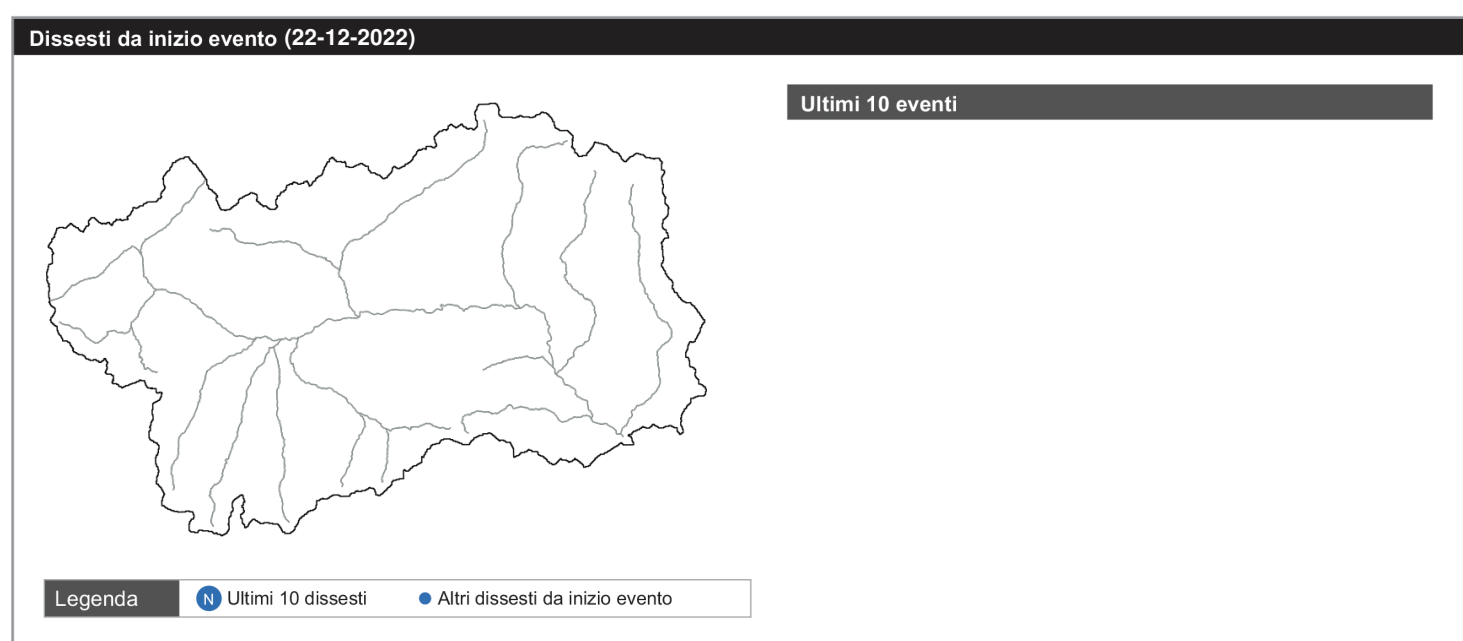 Dissesti da inizio evento (22-12-2022)
Ultimi 10 eventi
Legenda
N Ultimi 10 dissesti
Altri dissesti da inizio evento